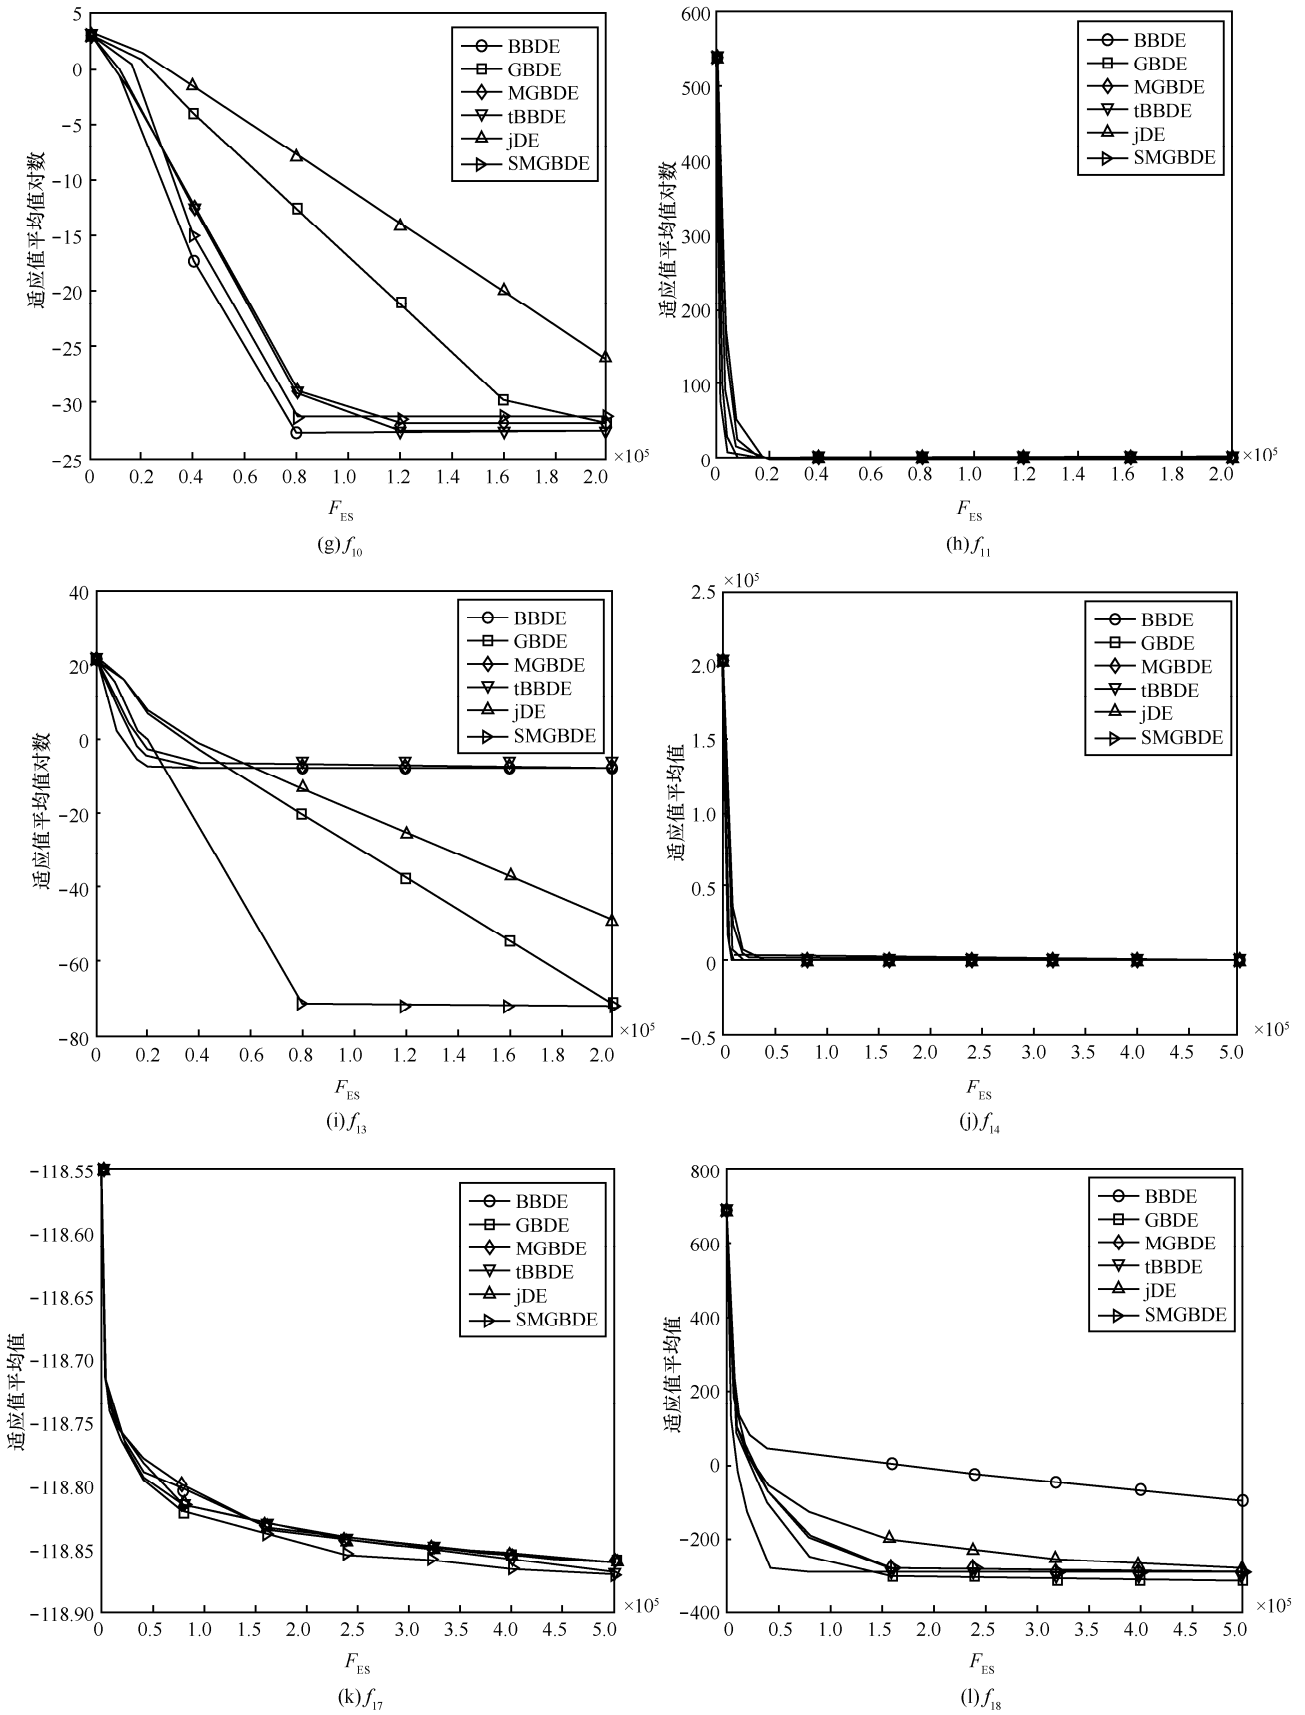 5
0
−5
−10
−15
−20
−25
−30
−25
适应值平均值对数
BBDE
GBDE
MGBDE
tBBDE
jDE
SMGBDE
0 0.2 0.4 0.6 0.8 1.0 1.2 1.4 1.6 1.8 2.0
×10⁵
F_ES
(g) f₁₀
600
500
400
300
200
100
0
适应值平均值对数
BBDE
GBDE
MGBDE
tBBDE
jDE
SMGBDE
0 0.2 0.4 0.6 0.8 1.0 1.2 1.4 1.6 1.8 2.0
×10⁵
F_ES
(h) f₁₁
40
20
0
−20
−40
−60
−80
适应值平均值对数
BBDE
GBDE
MGBDE
tBBDE
jDE
SMGBDE
0 0.2 0.4 0.6 0.8 1.0 1.2 1.4 1.6 1.8 2.0
×10⁵
F_ES
(i) f₁₃
×10⁵
2.5
2.0
1.5
1.0
0.5
0
−0.5
适应值平均值
BBDE
GBDE
MGBDE
tBBDE
jDE
SMGBDE
0 0.5 1.0 1.5 2.0 2.5 3.0 3.5 4.0 4.5 5.0
×10⁵
F_ES
(j) f₁₄
−118.55
−118.60
−118.65
−118.70
−118.75
−118.80
−118.85
−118.90
适应值平均值
BBDE
GBDE
MGBDE
tBBDE
jDE
SMGBDE
0 0.5 1.0 1.5 2.0 2.5 3.0 3.5 4.0 4.5 5.0
×10⁵
F_ES
(k) f₁₇
800
600
400
200
0
−200
−400
适应值平均值
BBDE
GBDE
MGBDE
tBBDE
jDE
SMGBDE
0 0.5 1.0 1.5 2.0 2.5 3.0 3.5 4.0 4.5 5.0
×10⁵
F_ES
(l) f₁₈